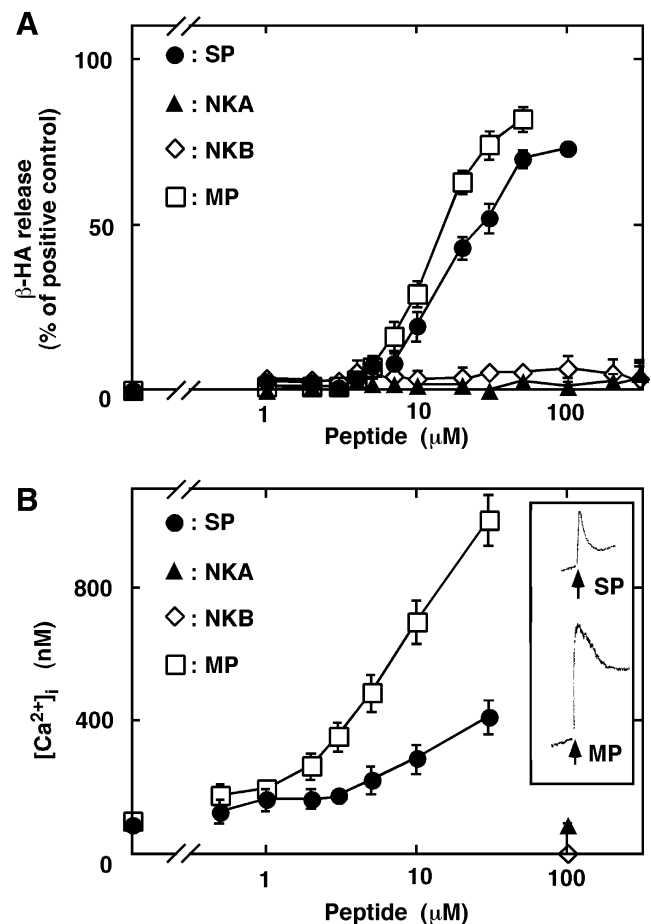 A
100
● : SP
▲ : NKA
◇ : NKB
□ : MP
β-HA release
(% of positive control)
50
0
1
10
100
Peptide (μM)
B
● : SP
▲ : NKA
◇ : NKB
□ : MP
800
[Ca²⁺]ᵢ (nM)
400
0
SP
MP
1
10
100
Peptide (μM)